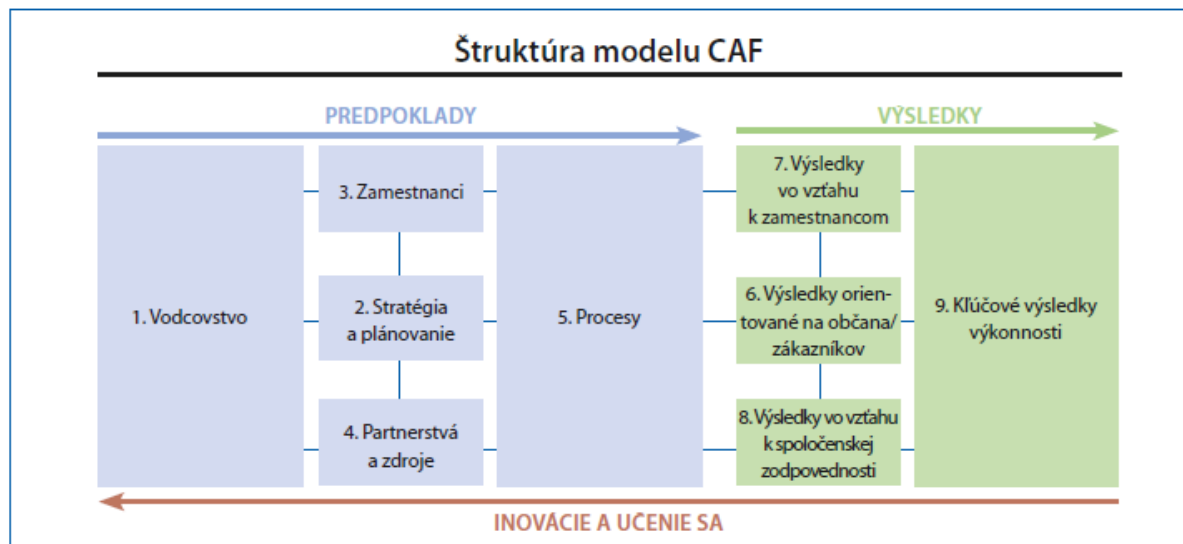 Štruktúra modelu CAF
PREDPOKLADY
VÝSLEDKY
1. Vodcovstvo
3. Zamestnanci
2. Stratégia
a plánovanie
4. Partnerstvá
a zdroje
5. Procesy
7. Výsledky
vo vzťahu
k zamestnancom
6. Výsledky orien-
tované na občana/
zákazníkov
8. Výsledky vo vzťahu
k spoločenskej
zodpovednosti
9. Kľúčové výsledky
výkonnosti
INOVÁCIE A UČENIE SA